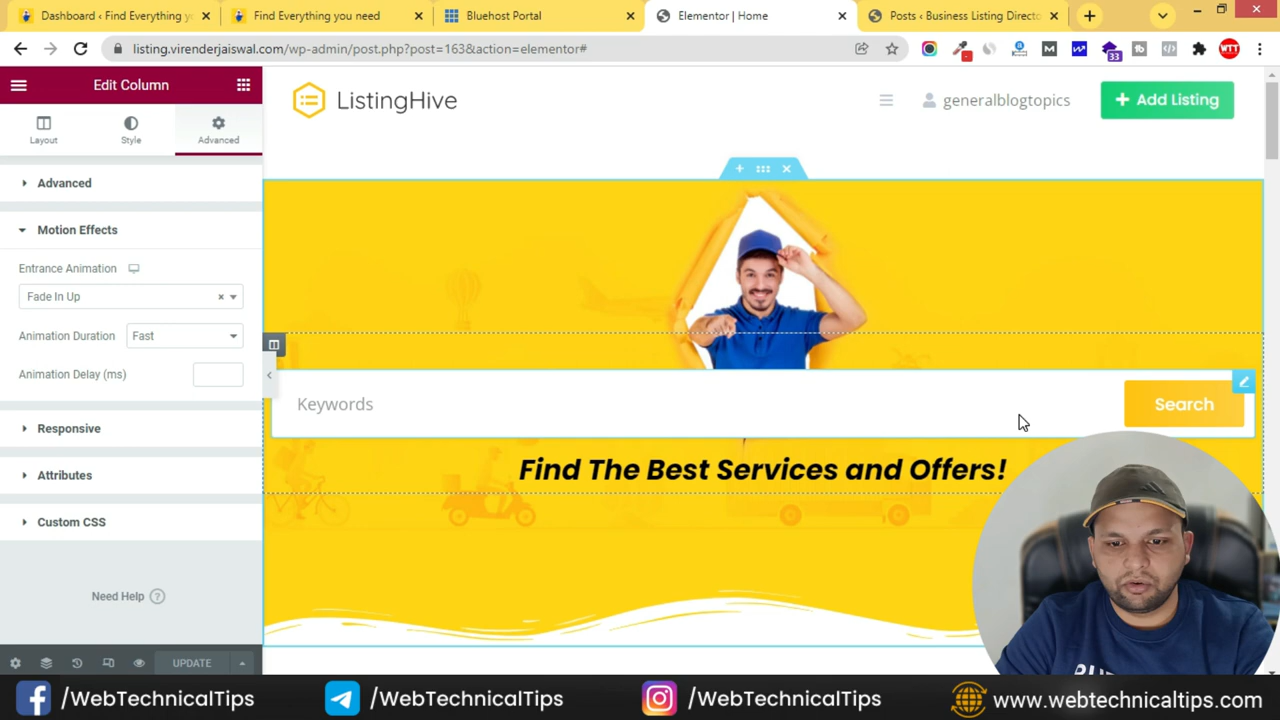 Dashboard ‹ Find Everything yo
Find Everything you need
Bluehost Portal
Elementor | Home
Posts ‹ Business Listing Directo
listing.virenderjaiswal.com/wp-admin/post.php?post=163&action=elementor#
33
WTT
Edit Column
Layout
Style
Advanced
Advanced
Motion Effects
Entrance Animation
Fade In Up
Animation Duration
Fast
Animation Delay (ms)
Responsive
Attributes
Custom CSS
Need Help
UPDATE
ListingHive
generalblogtopics
+ Add Listing
Keywords
Search
Find The Best Services and Offers!
/WebTechnicalTips
/WebTechnicalTips
/WebTechnicalTips
www.webtechnicaltips.com